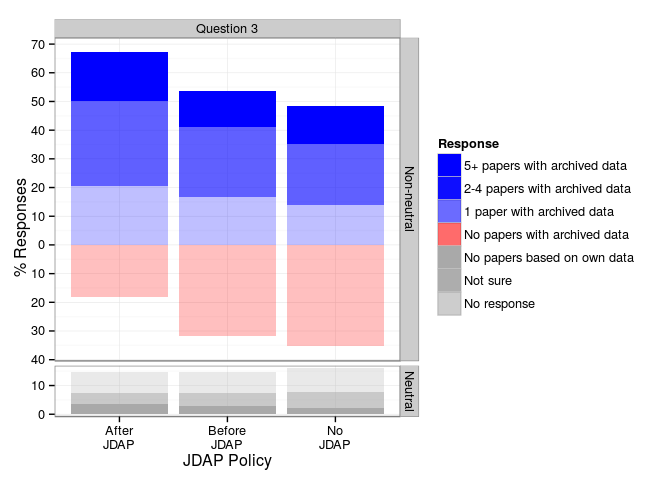 Question 3
70
60
50
40
30
20
10
0
10
20
30
40
10
0
% Responses
Non-neutral
Neutral
After
JDAP
Before
JDAP
No
JDAP
JDAP Policy
Response
5+ papers with archived data
2-4 papers with archived data
1 paper with archived data
No papers with archived data
No papers based on own data
Not sure
No response